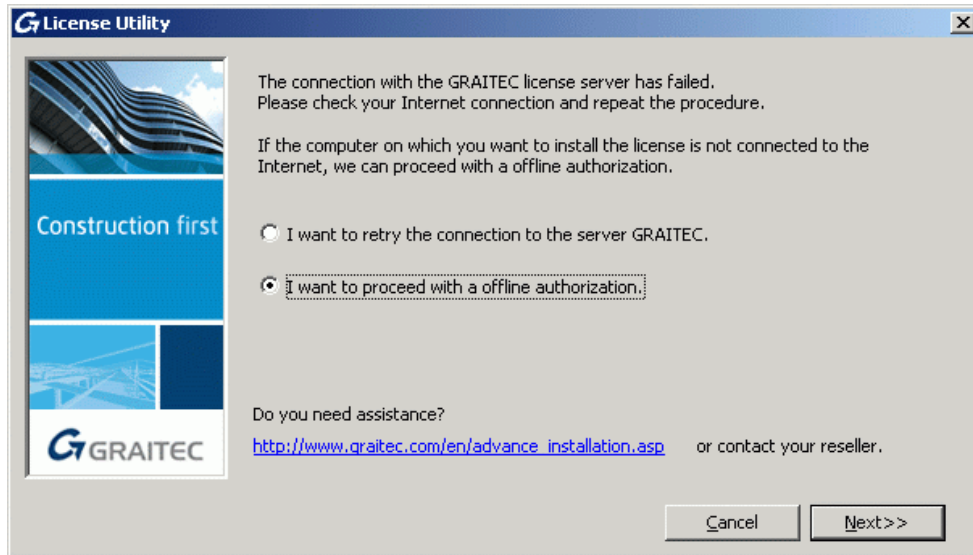 License Utility
The connection with the GRAITEC license server has failed.
Please check your Internet connection and repeat the procedure.
If the computer on which you want to install the license is not connected to the
Internet, we can proceed with a offline authorization.
Construction first
I want to retry the connection to the server GRAITEC.
I want to proceed with a offline authorization.
Do you need assistance?
http://www.graitec.com/en/advance_installation.asp or contact your reseller.
GRAITEC
Cancel Next>>